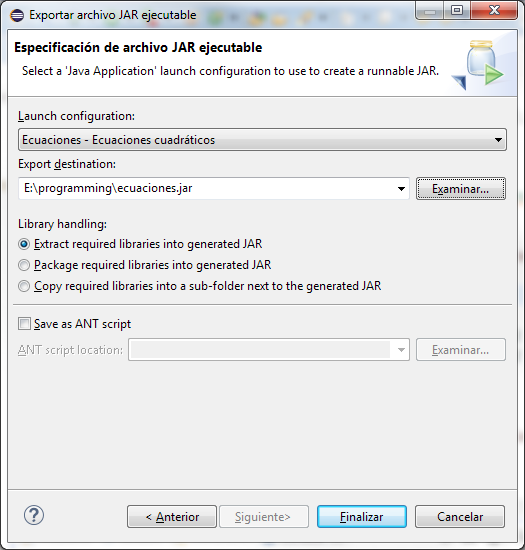 Exportar archivo JAR ejecutable
Especificación de archivo JAR ejecutable
Select a 'Java Application' launch configuration to use to create a runnable JAR.
Launch configuration:
Ecuaciones - Ecuaciones cuadráticos
Export destination:
E:\programming\ecuaciones.jar
Examinar...
Library handling:
Extract required libraries into generated JAR
Package required libraries into generated JAR
Copy required libraries into a sub-folder next to the generated JAR
Save as ANT script
ANT script location:
Examinar...
?
< Anterior
Siguiente>
Finalizar
Cancelar